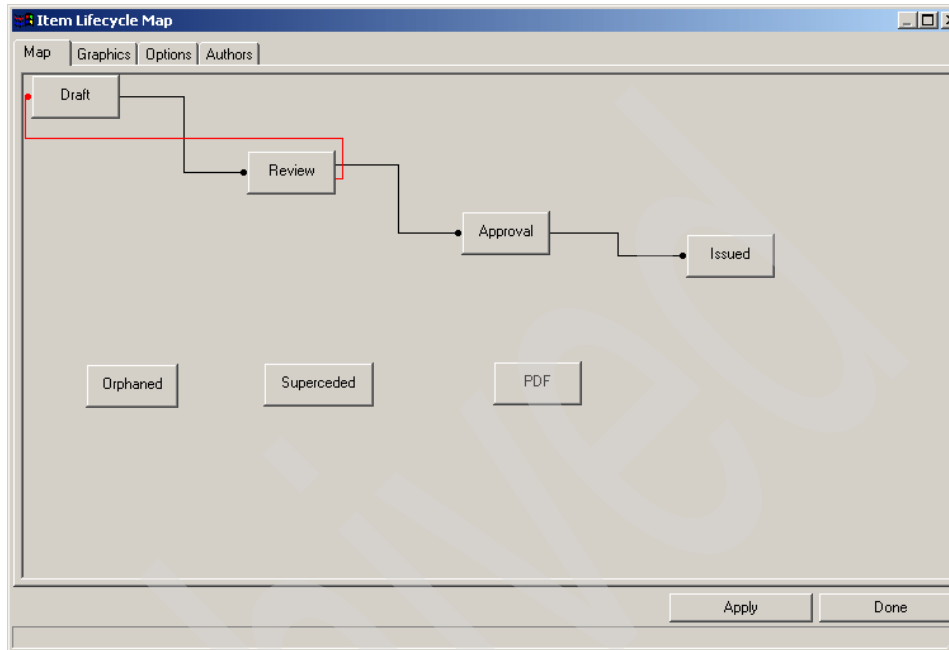 Item Lifecycle Map
Map Graphics Options Authors
Draft
Review
Approval
Issued
Orphaned Superceded PDF
Apply Done